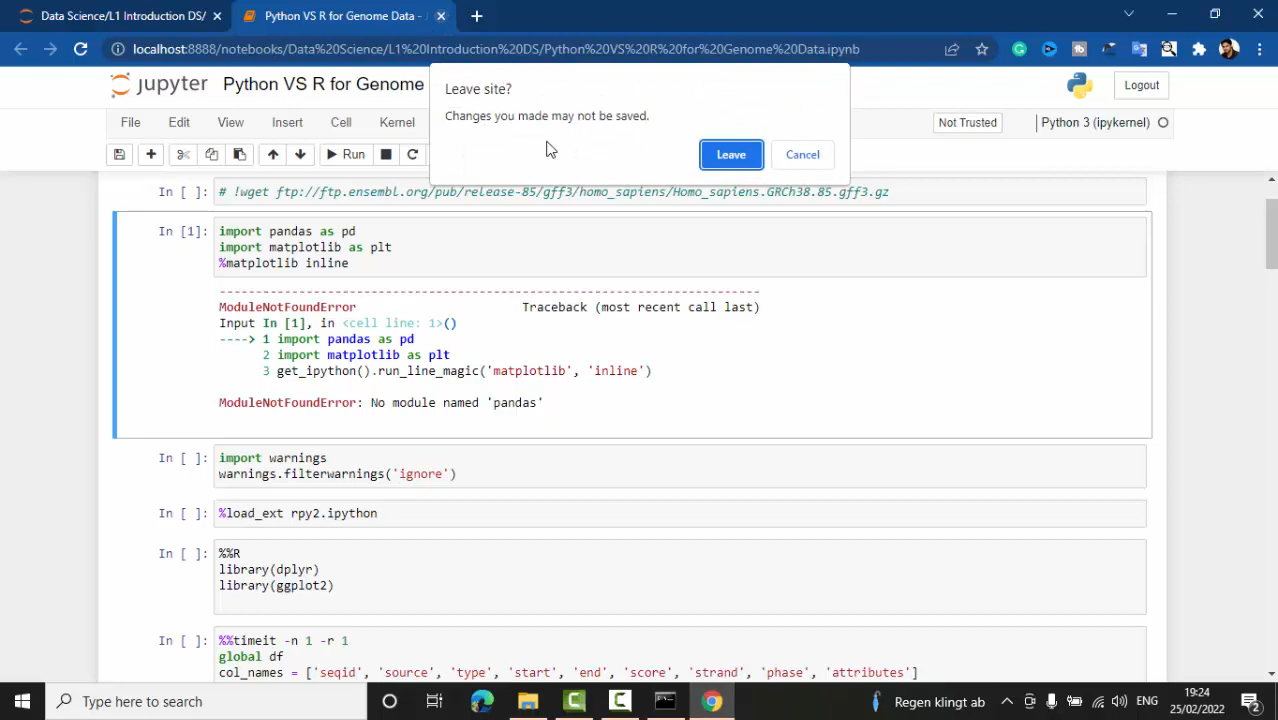 Data Science/L1 Introduction DS/
Python VS R for Genome Data -
localhost:8888/notebooks/Data%20Science/L1%20Introduction%20DS/Python%20VS%20R%20for%20Genome%20Data.ipynb
Leave site?
Changes you made may not be saved.
Leave
Cancel
jupyter
Python VS R for Genome
Logout
File
Edit
View
Insert
Cell
Kernel
Not Trusted
Python 3 (ipykernel)
Run
In [ ]: # !wget ftp://ftp.ensembl.org/pub/release-85/gff3/homo_sapiens/Homo_sapiens.GRCh38.85.gff3.gz
In [1]: import pandas as pd
import matplotlib as plt
%matplotlib inline
---------------------------------------------------------------------------
ModuleNotFoundError Traceback (most recent call last)
Input In [1], in <cell line: 1>()
----> 1 import pandas as pd
2 import matplotlib as plt
3 get_ipython().run_line_magic('matplotlib', 'inline')
ModuleNotFoundError: No module named 'pandas'
In [ ]: import warnings
warnings.filterwarnings('ignore')
In [ ]: %load_ext rpy2.ipython
In [ ]: %%R
library(dplyr)
library(ggplot2)
In [ ]: %%timeit -n 1 -r 1
global df
col_names = ['seqid', 'source', 'type', 'start', 'end', 'score', 'strand', 'phase', 'attributes']
Type here to search
Regen klingt ab
ENG
19:24
25/02/2022
2